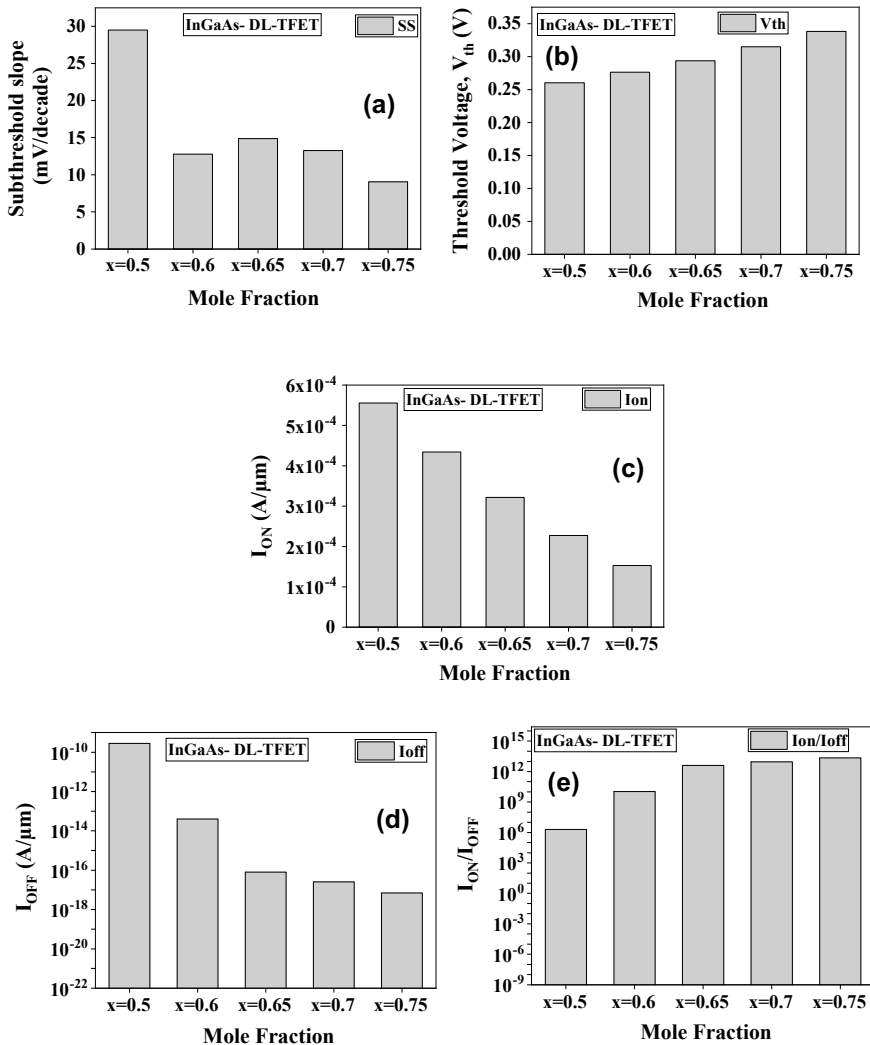 InGaAs- DL-TFET
SS
(a)
Subthreshold slope
(mV/decade)
30
25
20
15
10
5
0
x=0.5 x=0.6 x=0.65 x=0.7 x=0.75
Mole Fraction
InGaAs- DL-TFET
Vth
(b)
Threshold Voltage, Vth (V)
0.35
0.30
0.25
0.20
0.15
0.10
0.05
0.00
x=0.5 x=0.6 x=0.65 x=0.7 x=0.75
Mole Fraction
InGaAs- DL-TFET
Ion
(c)
ION (A/μm)
6x10-4
5x10-4
4x10-4
3x10-4
2x10-4
1x10-4
0
x=0.5 x=0.6 x=0.65 x=0.7 x=0.75
Mole Fraction
InGaAs- DL-TFET
Ioff
(d)
IOFF (A/μm)
10-10
10-12
10-14
10-16
10-18
10-20
10-22
x=0.5 x=0.6 x=0.65 x=0.7 x=0.75
Mole Fraction
InGaAs- DL-TFET
Ion/Ioff
(e)
ION/IOFF
1015
1012
109
106
103
100
10-3
10-6
10-9
x=0.5 x=0.6 x=0.65 x=0.7 x=0.75
Mole Fraction